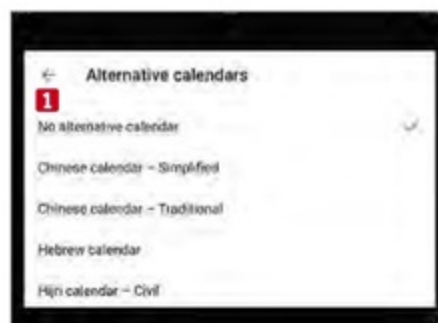 Alternative calendars
1
No alternative calendar
Chinese calendar – Simplified
Chinese calendar – Traditional
Hebrew calendar
Hijri calendar – Civil